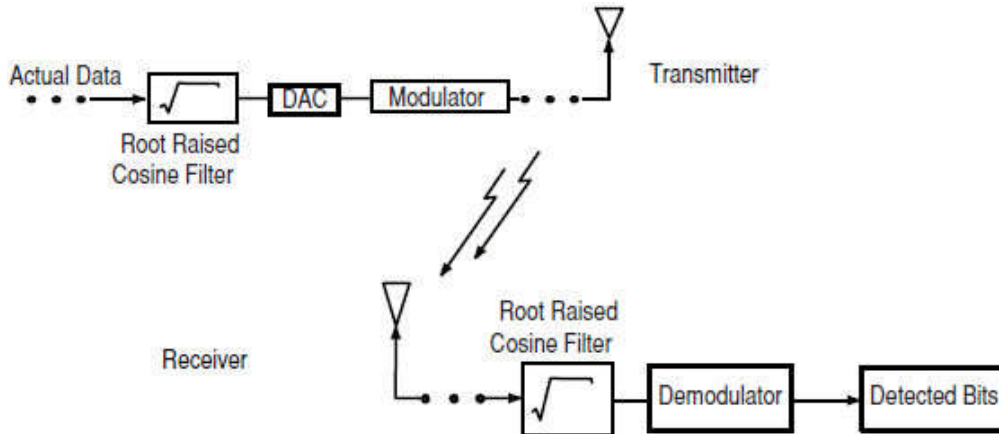 Actual Data
DAC
Modulator
Transmitter
Root Raised
Cosine Filter
Receiver
Root Raised
Cosine Filter
Demodulator
Detected Bits